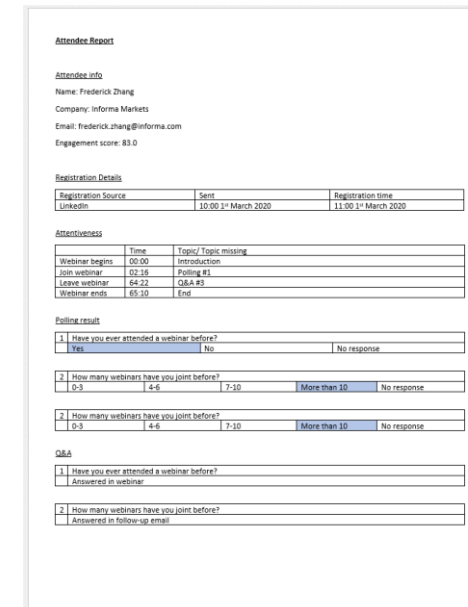 Attendee Report
Attendee info
Name: Frederick Zhang
Company: Informa Markets
Email: frederick.zhang@informa.com
Engagement score: 83.0
Registration Details
Registration Source Sent Registration time
LinkedIn 10:00 1st March 2020 11:00 1st March 2020
Attentiveness
Time Topic/ Topic missing
Webinar begins 00:00 Introduction
Join webinar 02:16 Polling #1
Leave webinar 64:22 Q&A #3
Webinar ends 65:10 End
Polling result
1 Have you ever attended a webinar before?
Yes No No response
2 How many webinars have you joint before?
0-3 4-6 7-10 More than 10 No response
2 How many webinars have you joint before?
0-3 4-6 7-10 More than 10 No response
Q&A
1 Have you ever attended a webinar before?
Answered in webinar
2 How many webinars have you joint before?
Answered in follow-up email